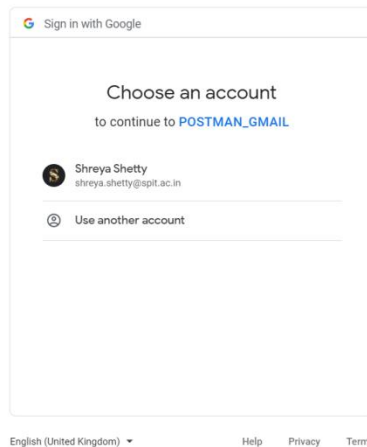 Sign in with Google
Choose an account
to continue to POSTMAN_GMAIL
S
Shreya Shetty
shreya.shetty@spit.ac.in
Use another account
English (United Kingdom)
Help Privacy Term